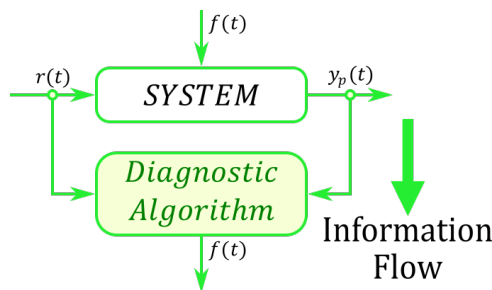 f(t)
r(t)
y_p(t)
SYSTEM
Diagnostic
Algorithm
f(t)
Information
Flow